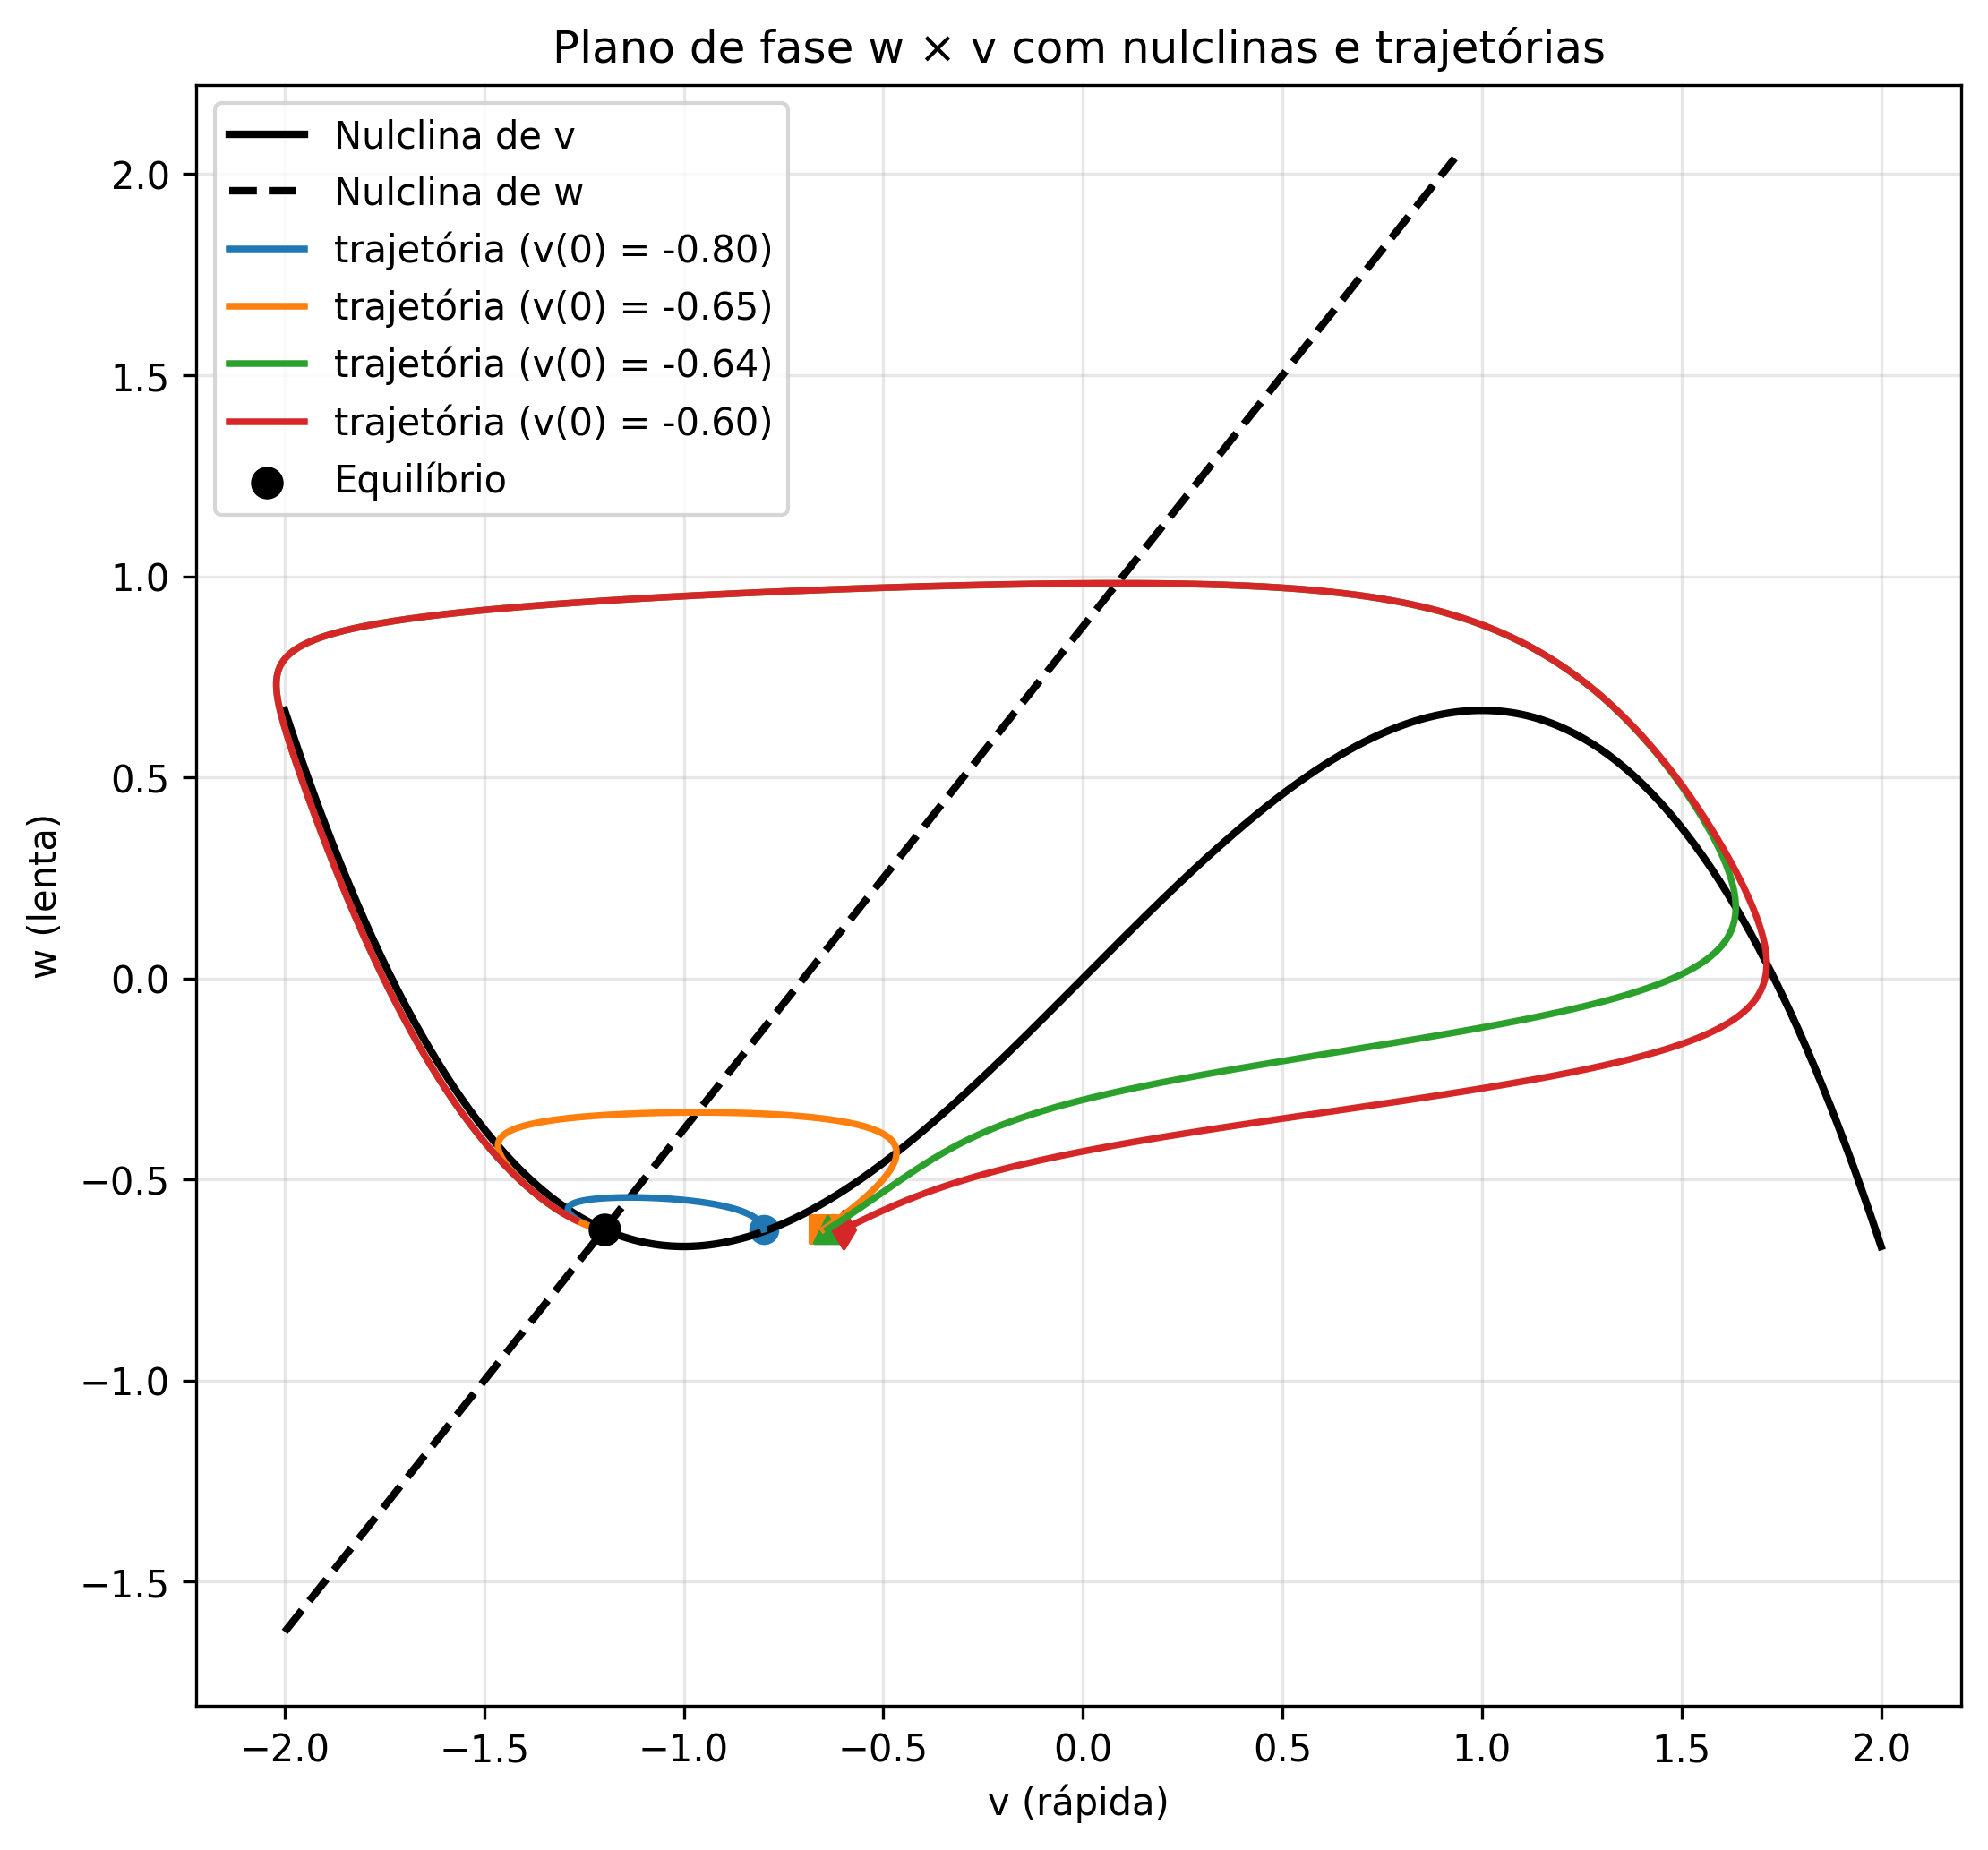 Plano de fase w × v com nulclinas e trajetórias
Nulclina de v
Nulclina de w
trajetória (v(0) = -0.80)
trajetória (v(0) = -0.65)
trajetória (v(0) = -0.64)
trajetória (v(0) = -0.60)
Equilíbrio
2.0
1.5
1.0
0.5
0.0
−0.5
−1.0
−1.5
w (lenta)
−2.0 −1.5 −1.0 −0.5 0.0 0.5 1.0 1.5 2.0
v (rápida)